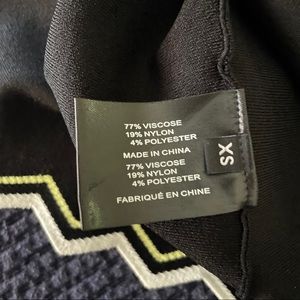 77% VISCOSE
19% NYLON
4% POLYESTER
MADE IN CHINA
77% VISCOSE
19% NYLON
4% POLYESTER
FABRIQUÉ EN CHINE
XS